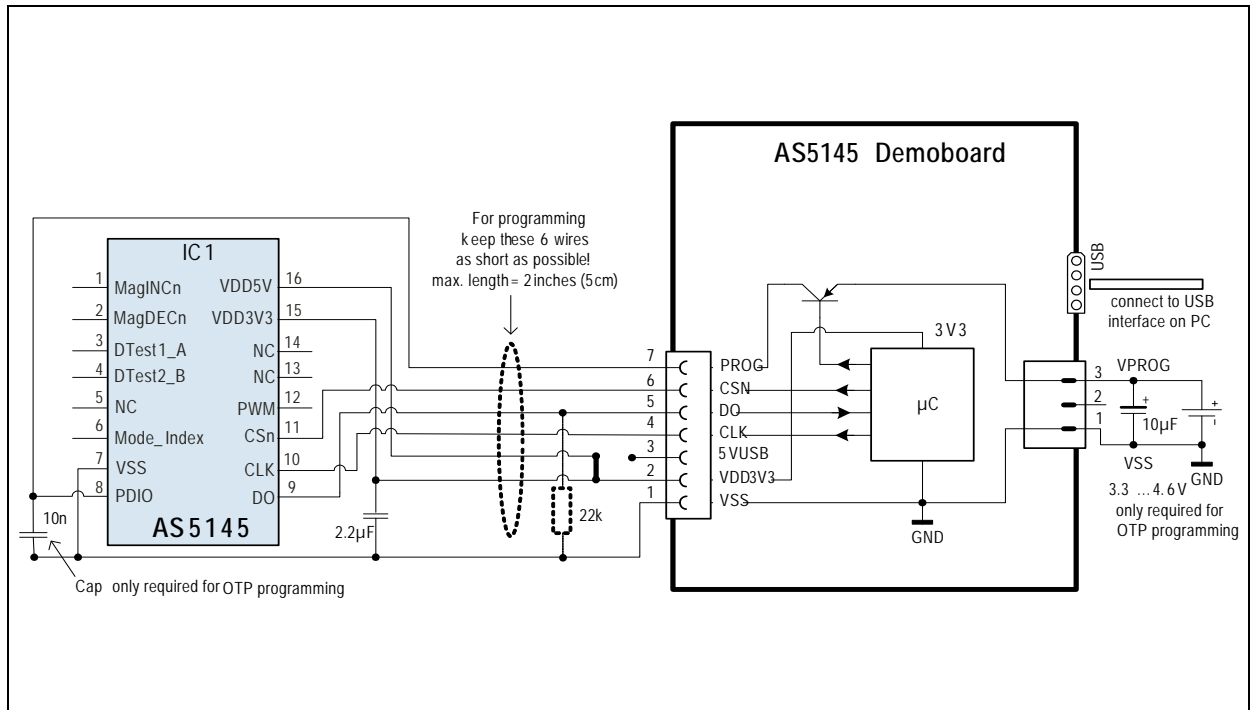 AS5145 Demoboard
For programming
keep these 6 wires
as short as possible!
max. length= 2 inches (5cm)
IC1
1 MagINCn
2 MagDECn
3 DTest1_A
4 DTest2_B
5 NC
6 Mode_Index
7 VSS
8 PDIO
VDD5V 16
VDD3V3 15
NC 14
NC 13
PWM 12
CSn 11
CLK 10
DO 9
AS5145
10n
2.2µF
22k
Cap only required for OTP programming
7 PROG
6 CSN
5 DO
4 CLK
3 5VUSB
2 VDD3V3
1 VSS
3V3
µC
GND
USB
connect to USB
interface on PC
3 VPROG
2
1
+
10µF
+
-
VSS
GND
3.3 ...4.6V
only required for
OTP programming